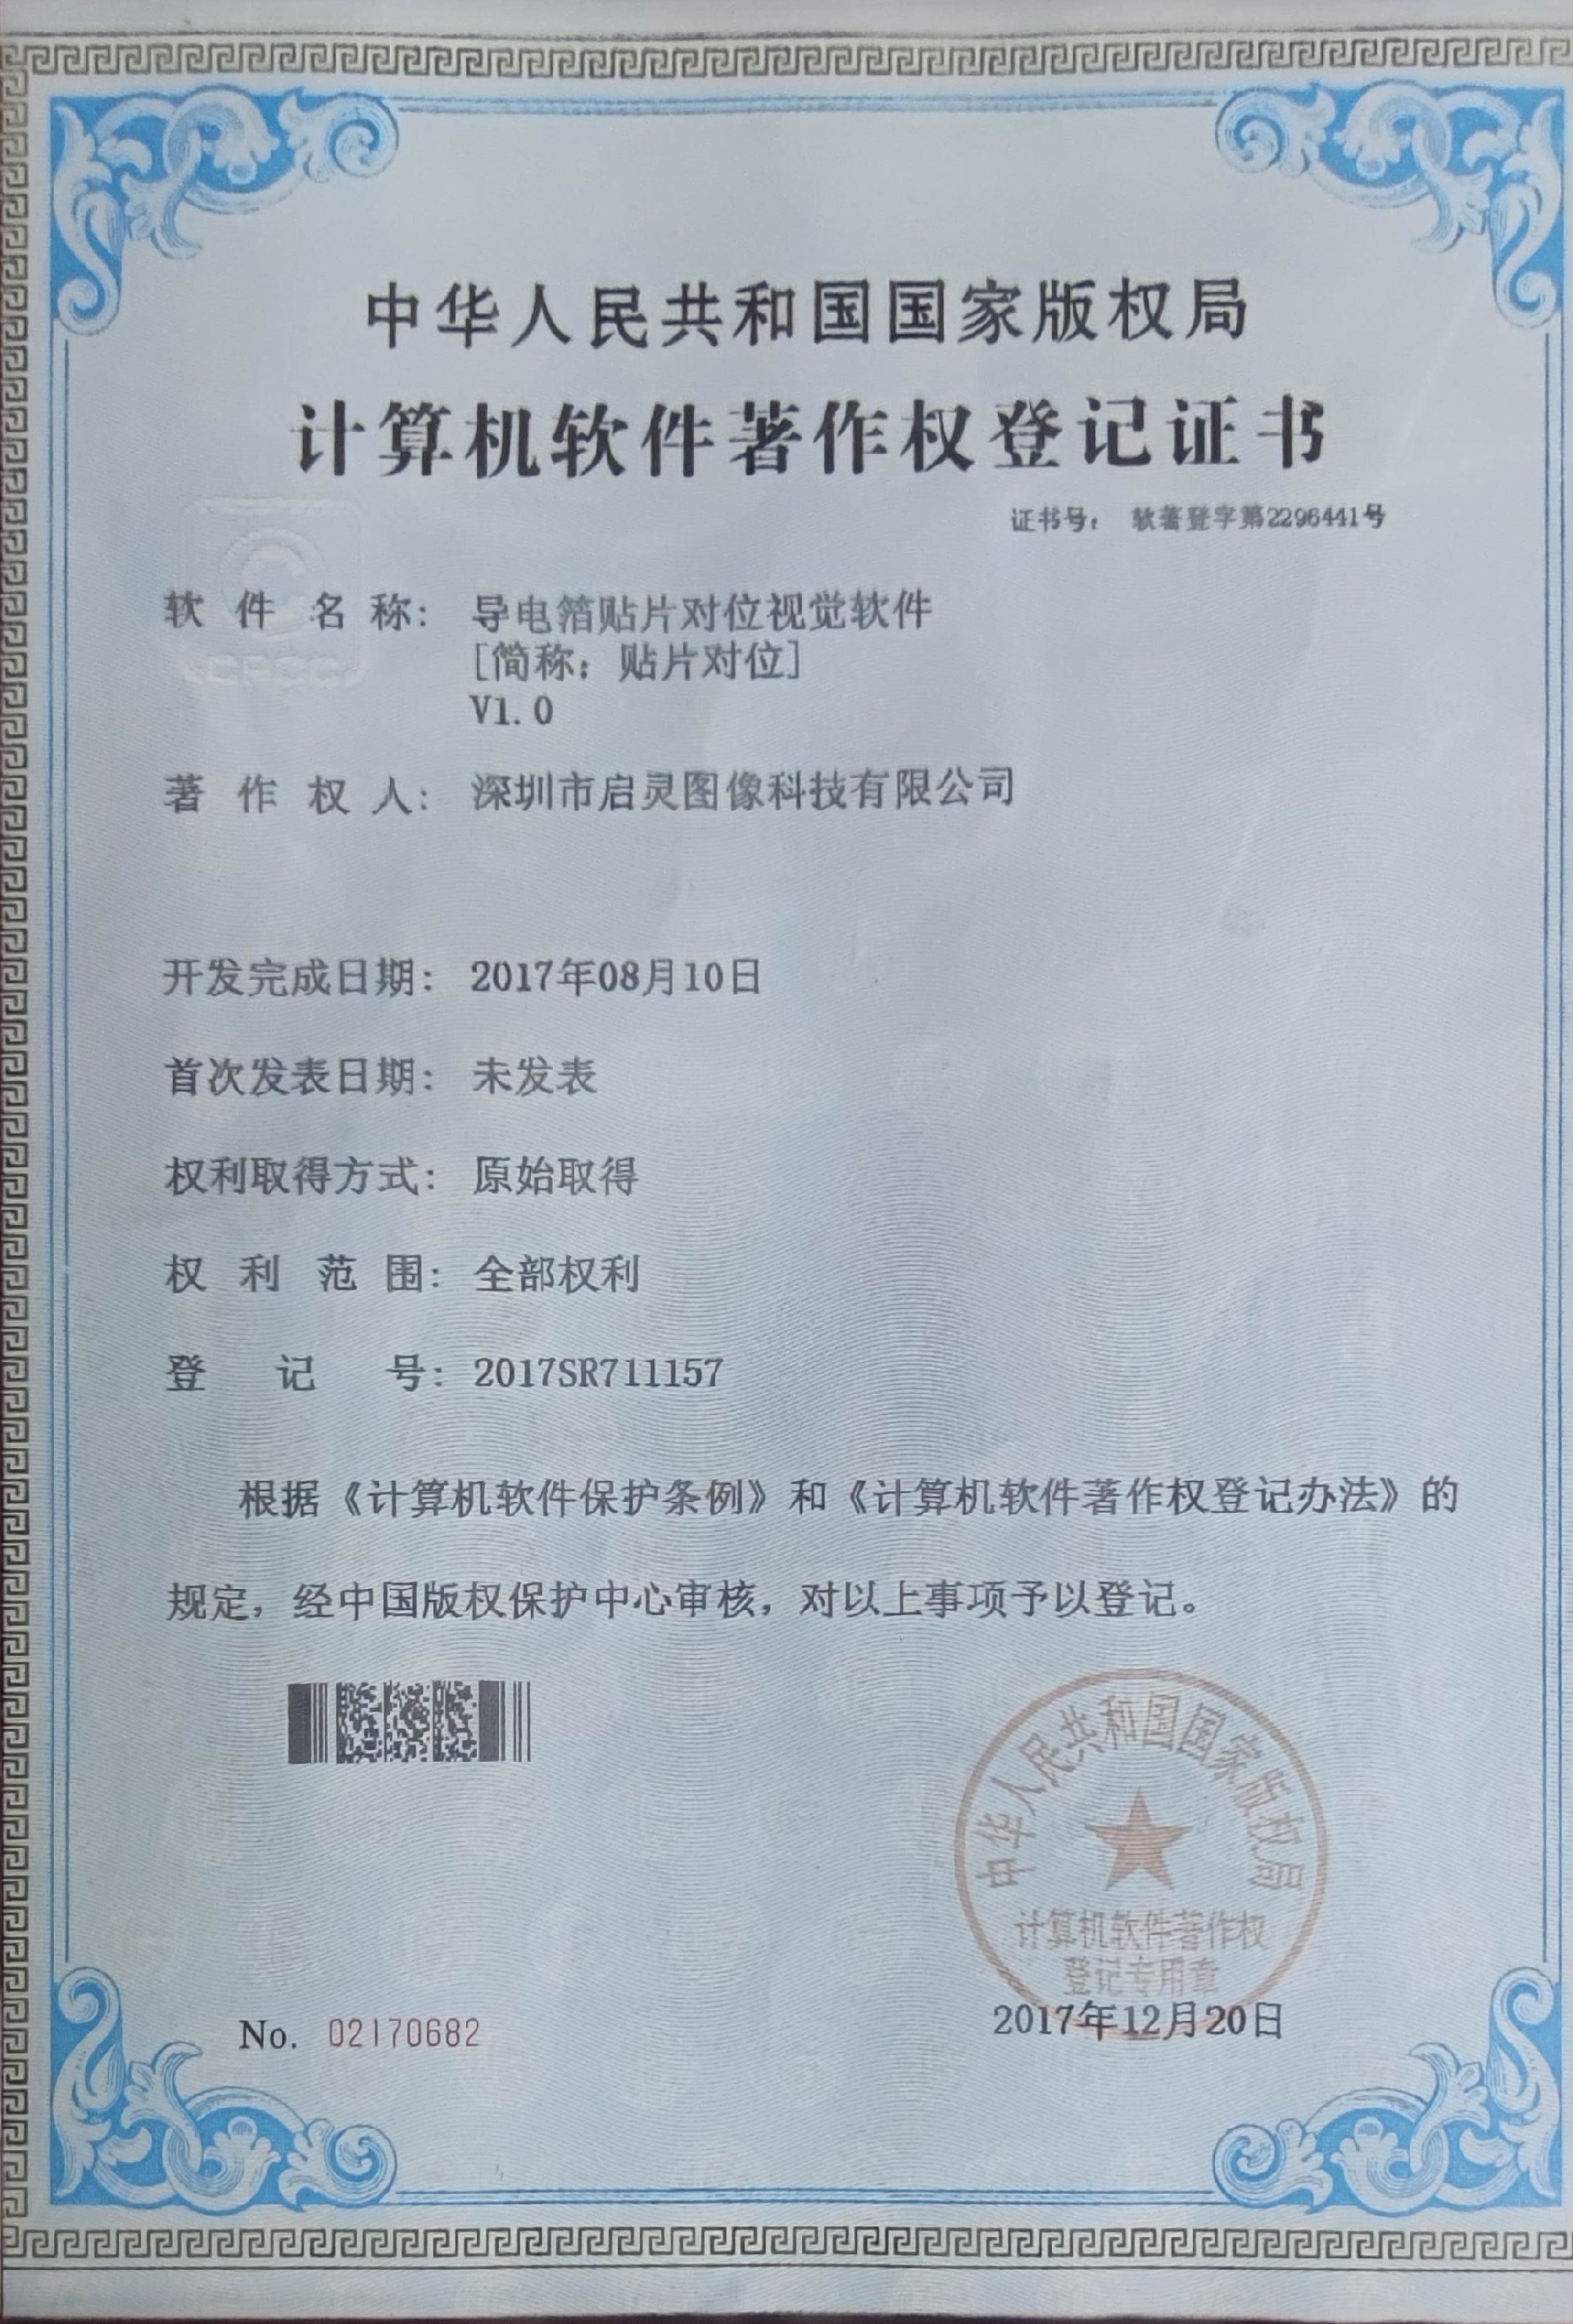 中华人民共和国国家版权局
计算机软件著作权登记证书
证书号： 软著登字第2296441号
CPCC
软件名称： 导电箔贴片对位视觉软件
[简称：贴片对位]
V1.0
著作权人： 深圳市启灵图像科技有限公司
开发完成日期： 2017年08月10日
首次发表日期： 未发表
权利取得方式： 原始取得
权利范围： 全部权利
登记号： 2017SR711157
根据《计算机软件保护条例》和《计算机软件著作权登记办法》的
规定，经中国版权保护中心审核，对以上事项予以登记。
中华人民共和国国家版权局
计算机软件著作权
登记专用章
No. 02170682
2017年12月20日